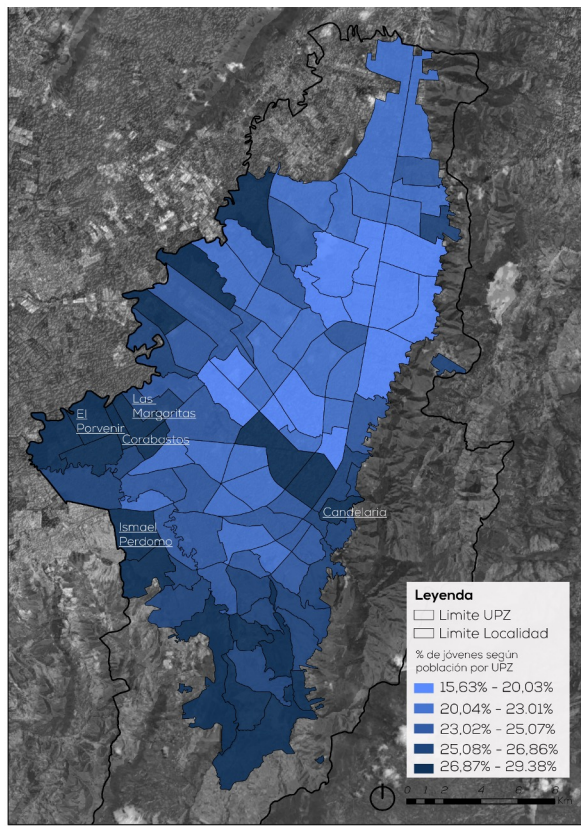 Las
Margaritas
El
Porvenir
Corabastos
Candelaria
Ismael
Perdomo
Leyenda
Limite UPZ
Limite Localidad
% de jóvenes según
población por UPZ
15,63% - 20,03%
20,04% - 23.01%
23,02% - 25,07%
25,08% - 26,86%
26,87% - 29.38%
0 1 2 4 6 8
Km